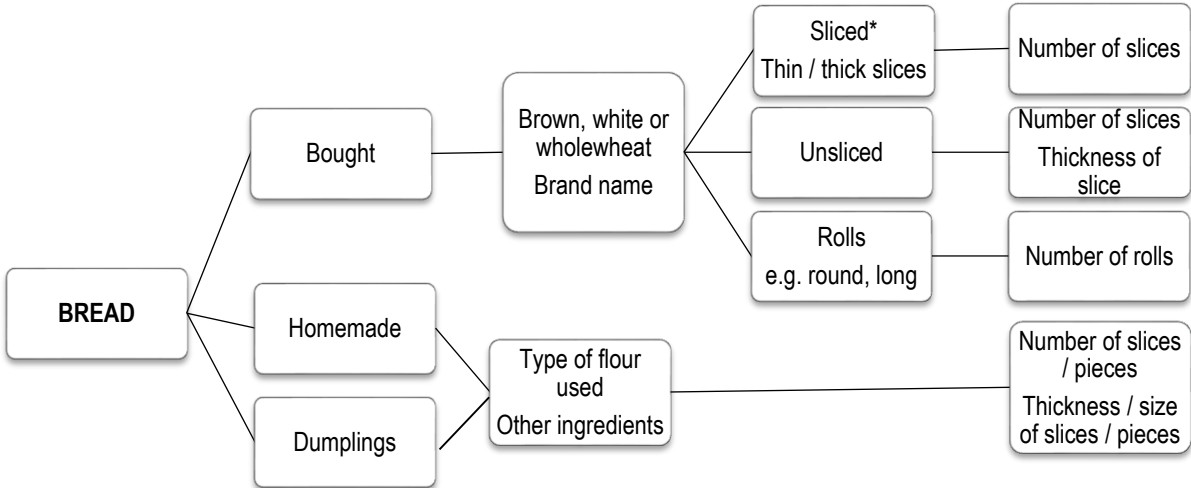 BREAD
Bought
Homemade
Dumplings
Brown, white or
wholewheat
Brand name
Type of flour
used
Other ingredients
Sliced*
Thin / thick slices
Unsliced
Rolls
e.g. round, long
Number of slices
Number of slices
Thickness of
slice
Number of rolls
Number of slices
/ pieces
Thickness / size
of slices / pieces